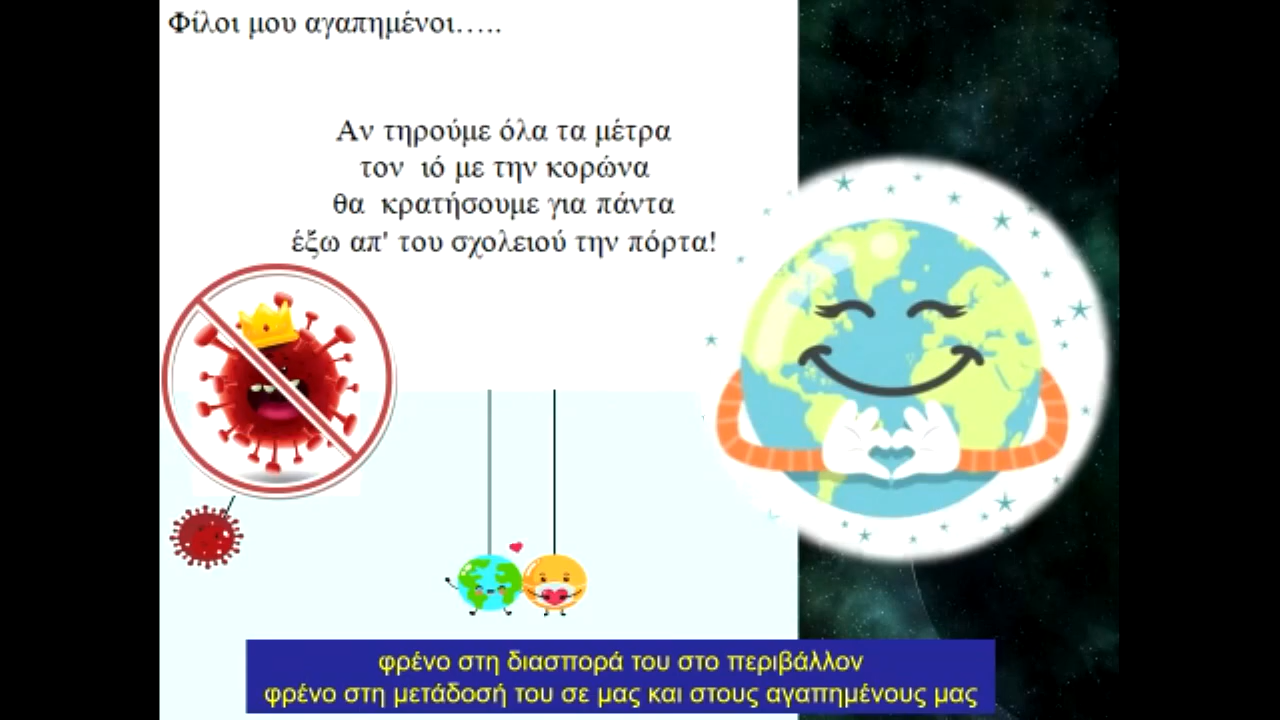 Φίλοι μου αγαπημένοι…..
Αν τηρούμε όλα τα μέτρα
τον ιό με την κορώνα
θα κρατήσουμε για πάντα
έξω απ' του σχολειού την πόρτα!
φρένο στη διασπορά του στο περιβάλλον
φρένο στη μετάδοσή του σε μας και στους αγαπημένους μας